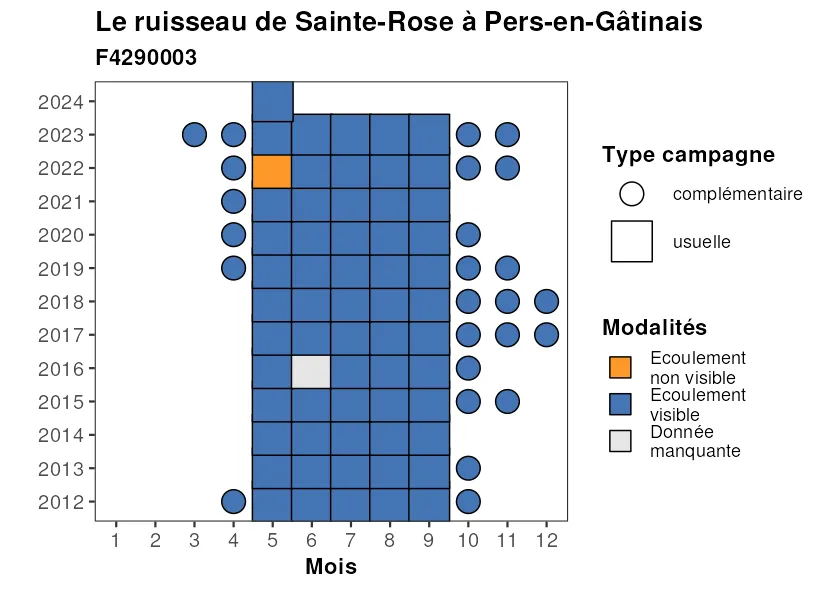 Le ruisseau de Sainte-Rose à Pers-en-Gâtinais
F4290003
2024
2023
2022
2021
2020
2019
2018
2017
2016
2015
2014
2013
2012
1 2 3 4 5 6 7 8 9 10 11 12
Mois
Type campagne
complémentaire
usuelle
Modalités
Ecoulement
non visible
Ecoulement
visible
Donnée
manquante